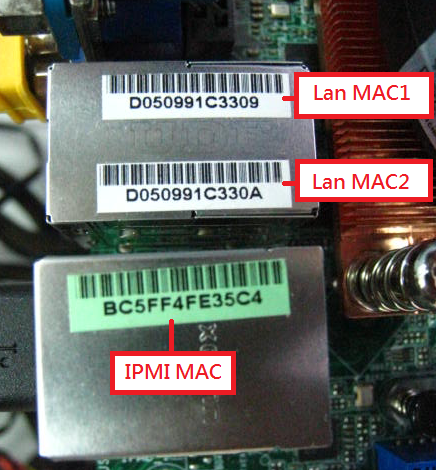 D050991C3309
Lan MAC1
D050991C330A
Lan MAC2
BC5FF4FE35C4
IPMI MAC